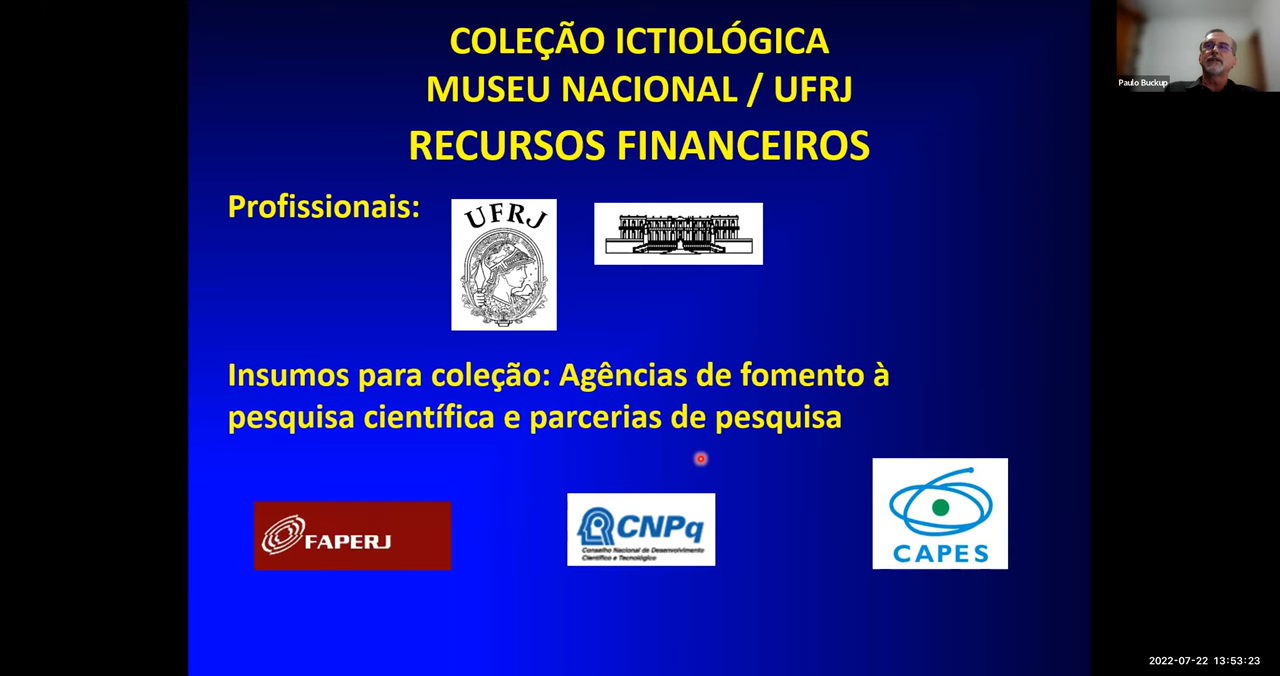 COLEÇÃO ICTIOLÓGICA
MUSEU NACIONAL / UFRJ
RECURSOS FINANCEIROS
Paulo Buckup
Profissionais:
UFRJ
Insumos para coleção: Agências de fomento à
pesquisa científica e parcerias de pesquisa
FAPERJ
CNPq
Conselho Nacional de Desenvolvimento
Científico e Tecnológico
CAPES
2022-07-22 13:53:23